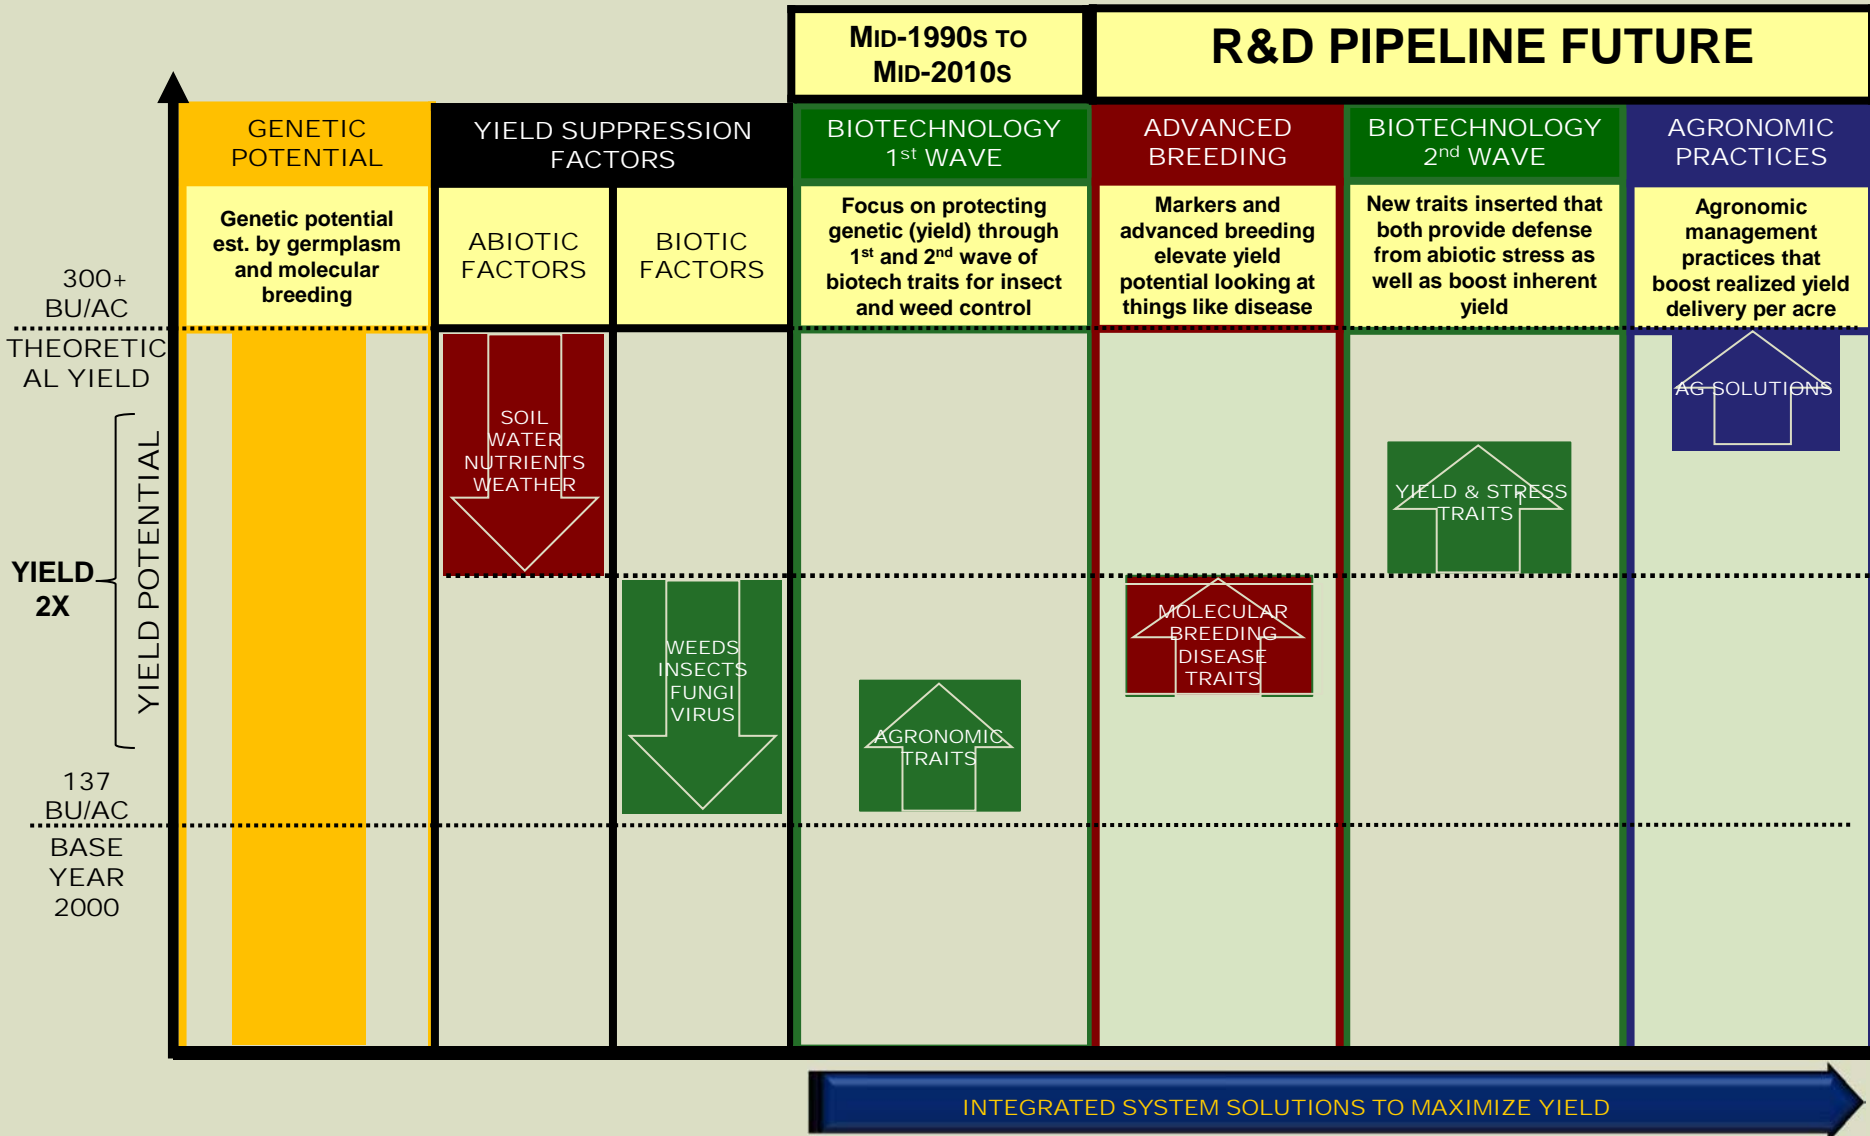 MID-1990S TO
MID-2010S
R&D PIPELINE FUTURE
GENETIC
POTENTIAL
YIELD SUPPRESSION
FACTORS
BIOTECHNOLOGY
1st WAVE
ADVANCED
BREEDING
BIOTECHNOLOGY
2nd WAVE
AGRONOMIC
PRACTICES
Genetic potential
est. by germplasm
and molecular
breeding
ABIOTIC
FACTORS
BIOTIC
FACTORS
Focus on protecting
genetic (yield) through
1st and 2nd wave of
biotech traits for insect
and weed control
Markers and
advanced breeding
elevate yield
potential looking at
things like disease
New traits inserted that
both provide defense
from abiotic stress as
well as boost inherent
yield
Agronomic
management
practices that
boost realized yield
delivery per acre
300+
BU/AC
THEORETIC
AL YIELD
YIELD
2X
YIELD POTENTIAL
137
BU/AC
BASE
YEAR
2000
SOIL
WATER
NUTRIENTS
WEATHER
WEEDS
INSECTS
FUNGI
VIRUS
AGRONOMIC
TRAITS
MOLECULAR
BREEDING
DISEASE
TRAITS
YIELD & STRESS
TRAITS
AG SOLUTIONS
INTEGRATED SYSTEM SOLUTIONS TO MAXIMIZE YIELD